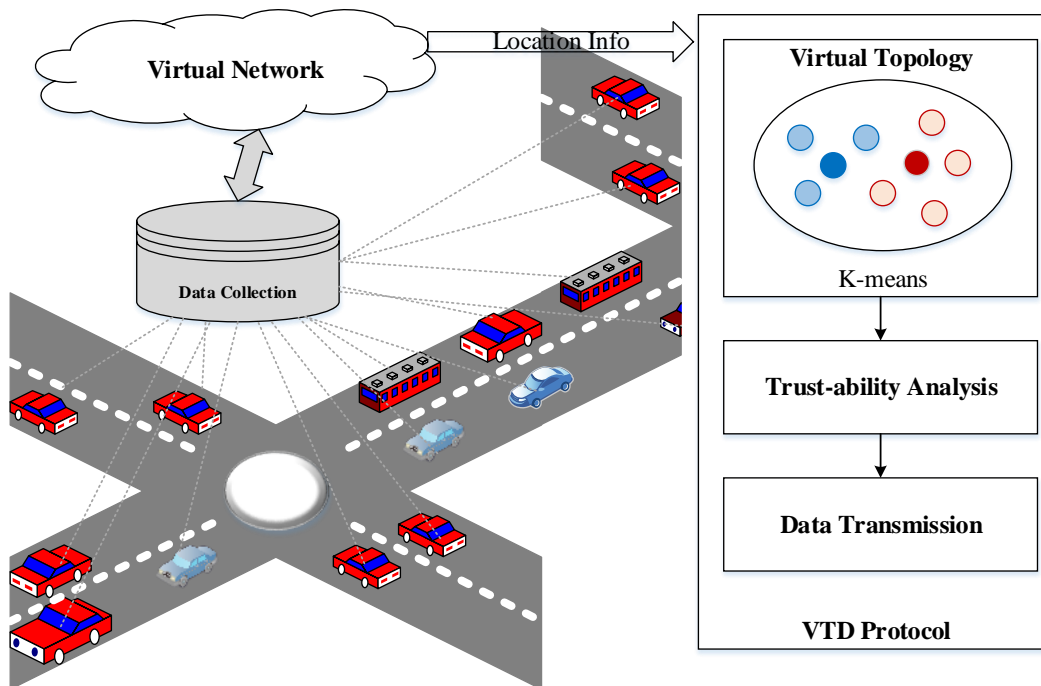 Virtual Network
Location Info
Data Collection
Virtual Topology
K-means
Trust-ability Analysis
Data Transmission
VTD Protocol